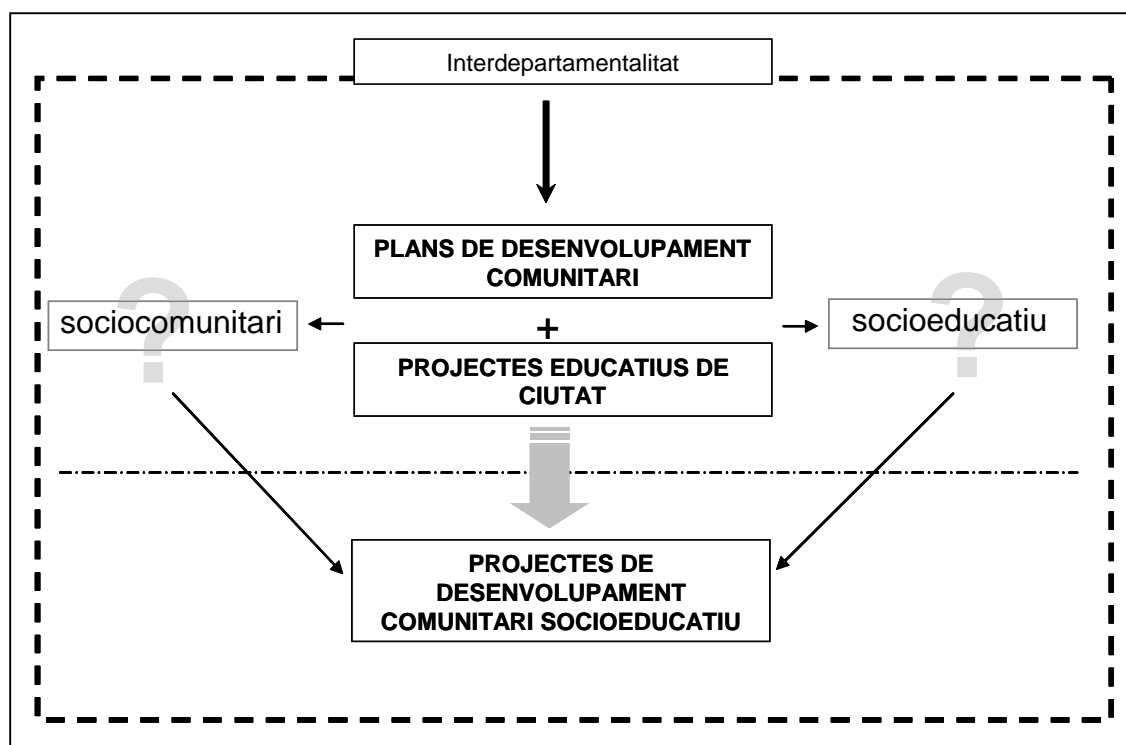 Interdepartamentalitat
PLANS DE DESENVOLUPAMENT
COMUNITARI
?
sociocomunitari
+
?
socioeducatiu
PROJECTES EDUCATIUS DE
CIUTAT
PROJECTES DE
DESENVOLUPAMENT
COMUNITARI SOCIOEDUCATIU